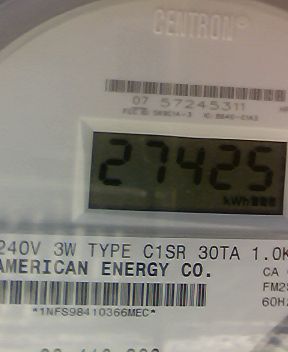 CENTRON®
07 57245311
27425
kWh
240V 3W TYPE C1SR 30TA 1.0K
AMERICAN ENERGY CO.
CA
FM2S
60H
*1NFS98410366MEC*